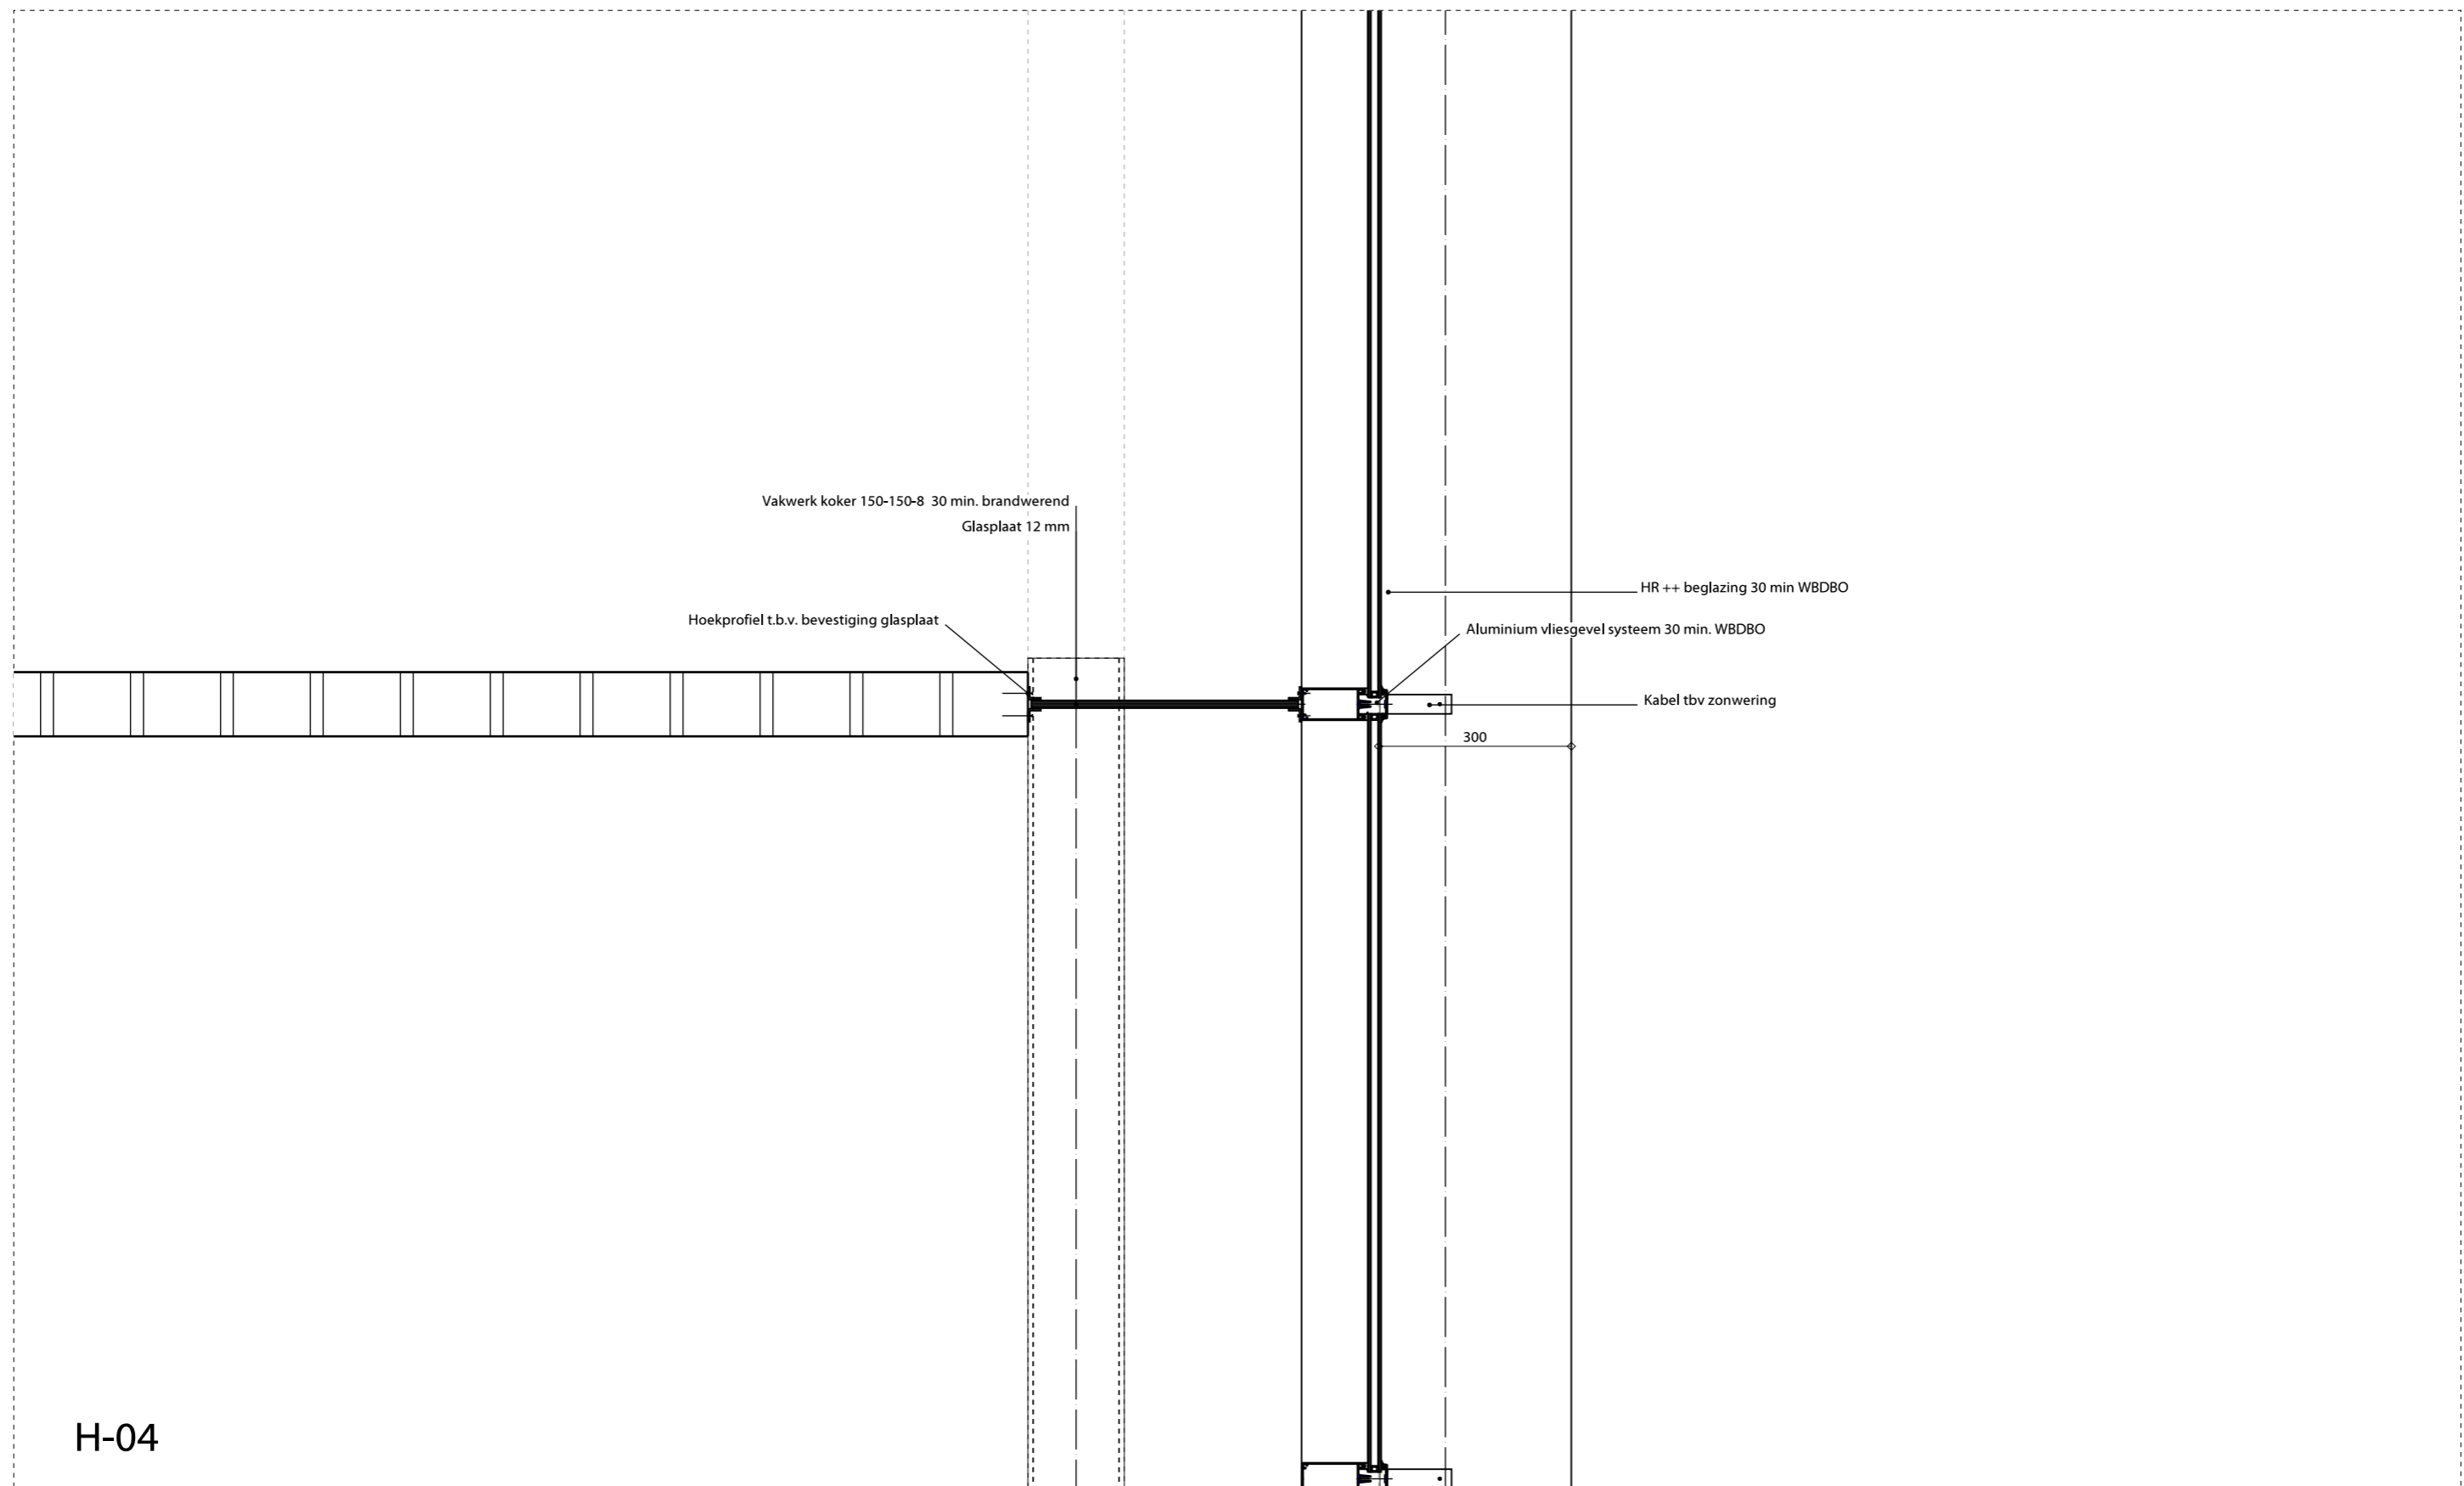 Vakwerk koker 150-150-8 30 min. brandwerend
Glasplaat 12 mm
HR ++ beglazing 30 min WBDBO
Hoekprofiel t.b.v. bevestiging glasplaat
Aluminium vliesgevel systeem 30 min. WBDBO
Kabel tbv zonwering
300
H-04